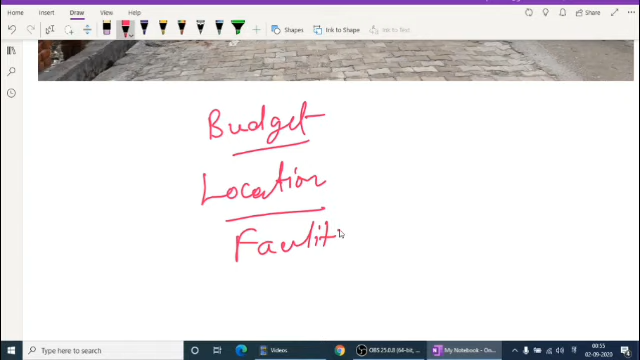 Home
Insert
Draw
View
Help
Share
Shapes
Ink to Shape
Ink to Text
Budget
Location
Faulit
Type here to search
Videos
OBS 25.0.8 (64-bit, ...
My Notebook - On...
00:55
02-09-2020